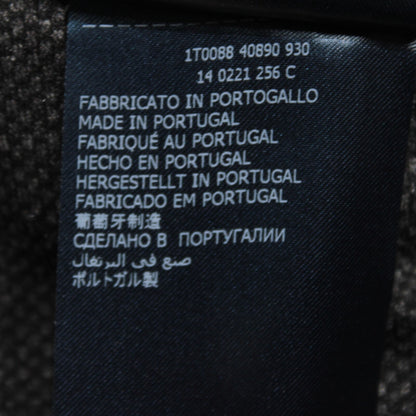 1T0088 40890 930
14 0221 256 C
FABBRICATO IN PORTOGALLO
MADE IN PORTUGAL
FABRIQUÉ AU PORTUGAL
HECHO EN PORTUGAL
HERGESTELLT IN PORTUGAL
FABRICADO EM PORTUGAL
葡萄牙制造
СДЕЛАНО В ПОРТУГАЛИИ
صنع في البرتغال
ポルトガル製